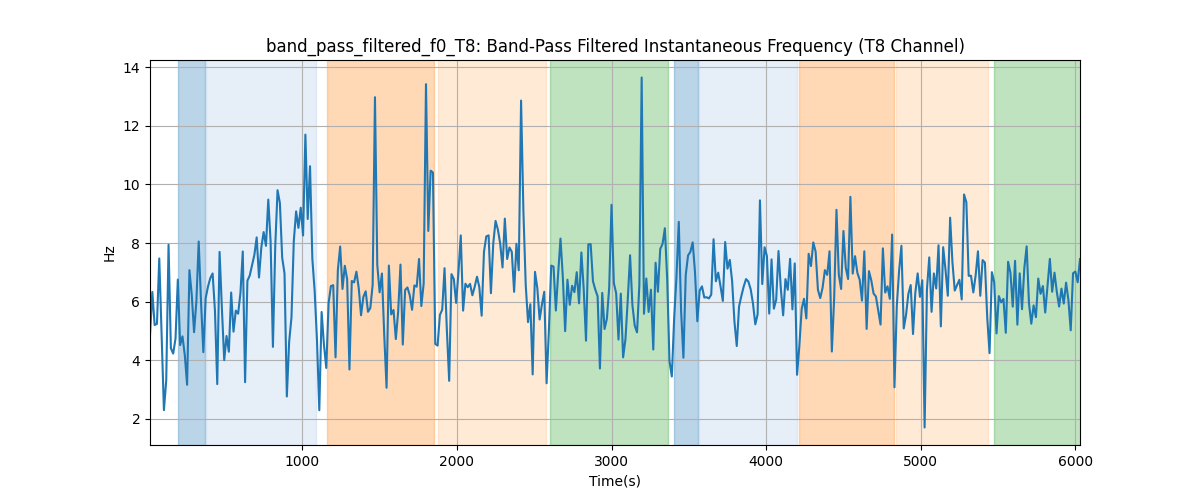 band_pass_filtered_f0_T8: Band-Pass Filtered Instantaneous Frequency (T8 Channel)
14
12
10
8
6
4
2
Hz
1000 2000 3000 4000 5000 6000
Time(s)